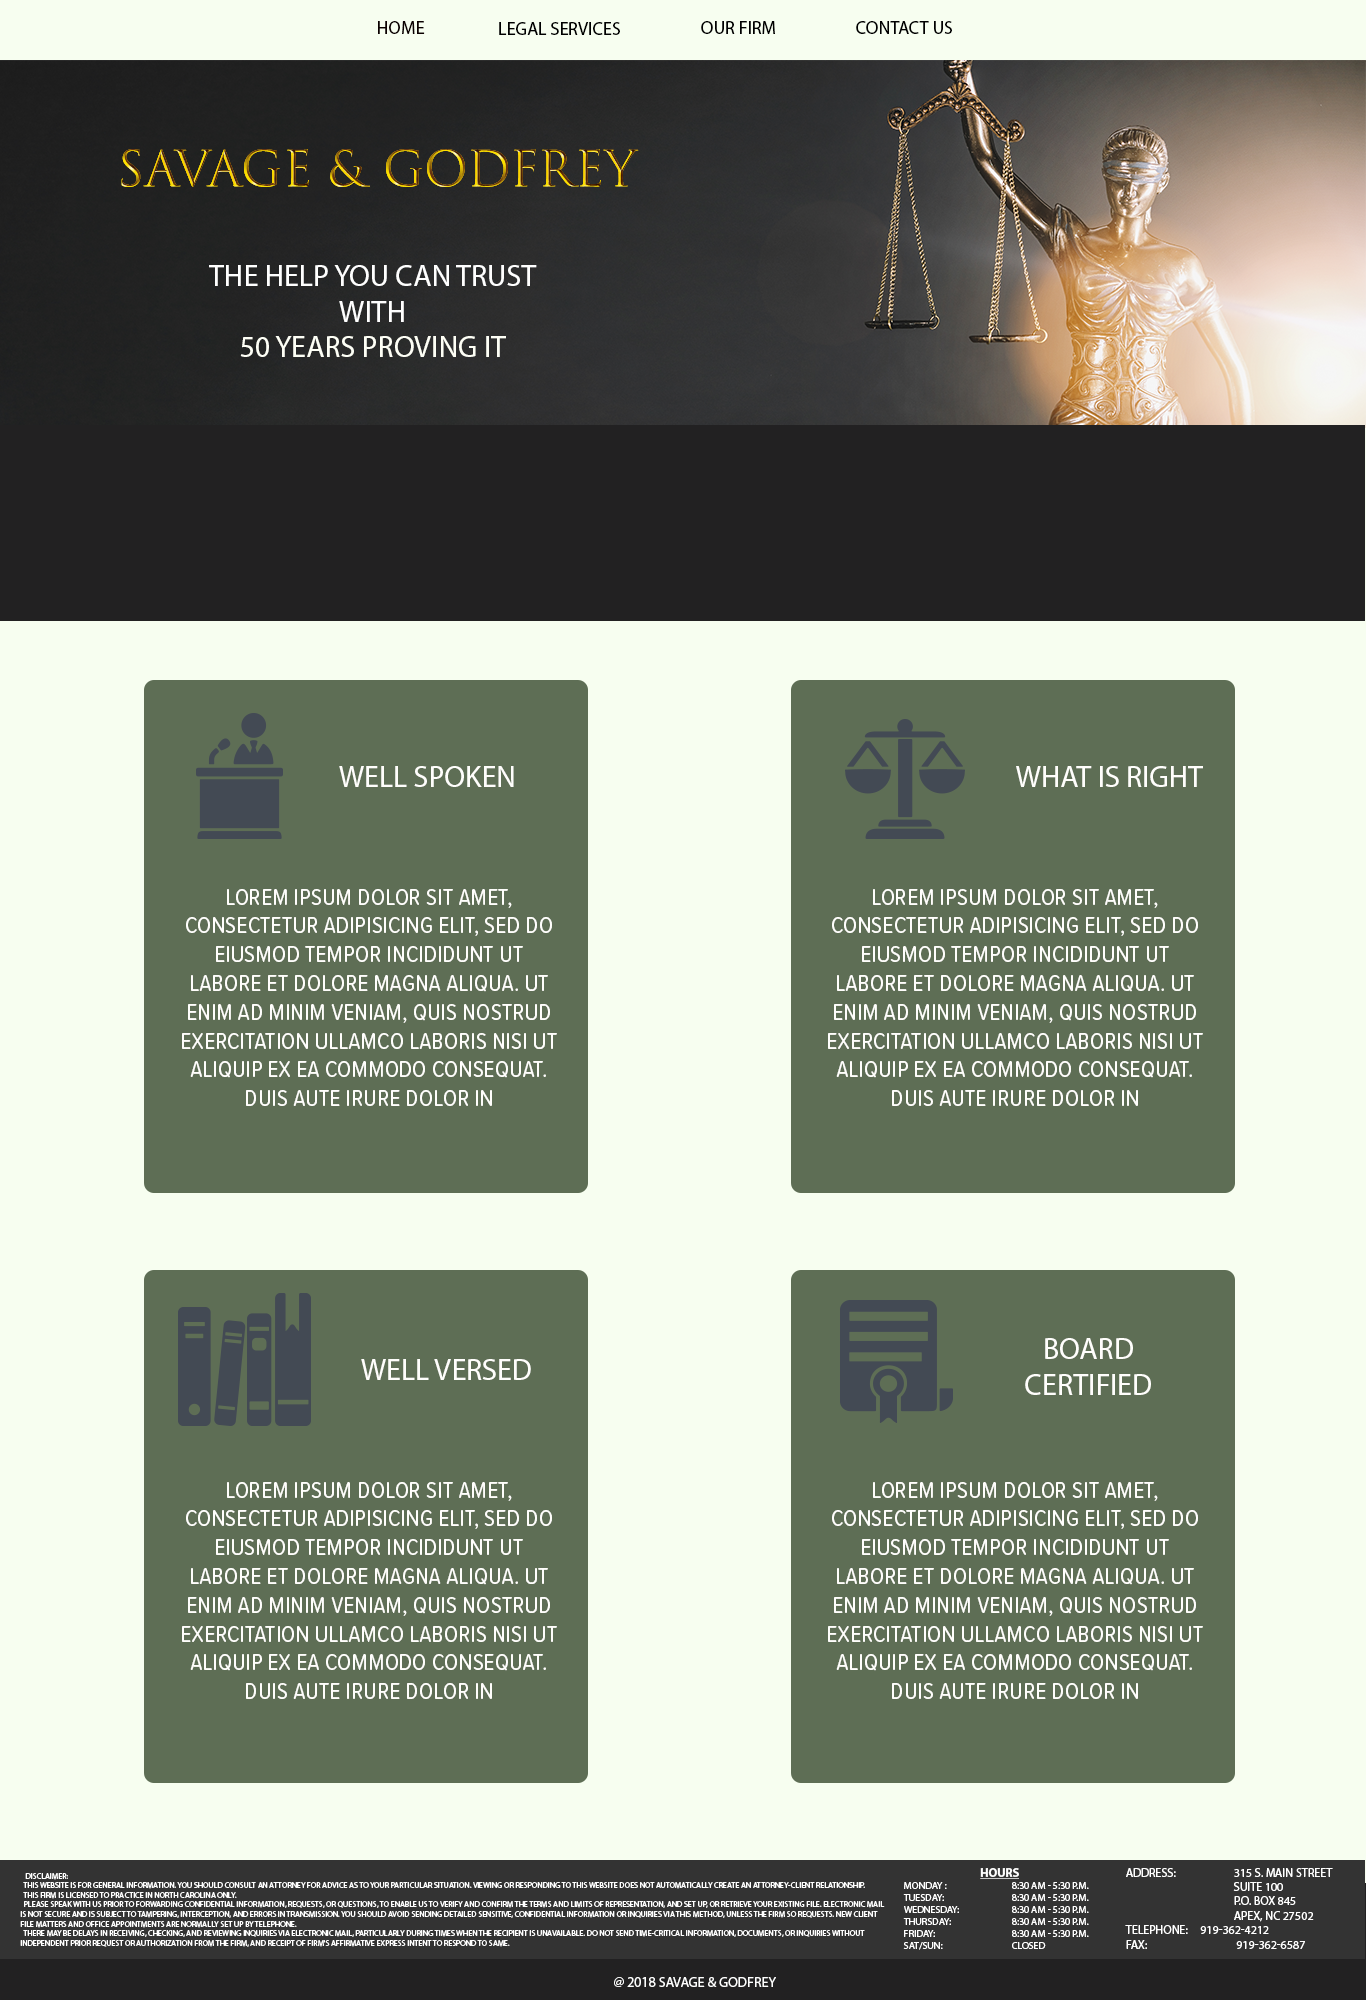 HOME
LEGAL SERVICES
OUR FIRM
CONTACT US
SAVAGE & GODFREY
THE HELP YOU CAN TRUST
WITH
50 YEARS PROVING IT
WELL SPOKEN
LOREM IPSUM DOLOR SIT AMET,
CONSECTETUR ADIPISICING ELIT, SED DO
EIUSMOD TEMPOR INCIDIDUNT UT
LABORE ET DOLORE MAGNA ALIQUA. UT
ENIM AD MINIM VENIAM, QUIS NOSTRUD
EXERCITATION ULLAMCO LABORIS NISI UT
ALIQUIP EX EA COMMODO CONSEQUAT.
DUIS AUTE IRURE DOLOR IN
WHAT IS RIGHT
LOREM IPSUM DOLOR SIT AMET,
CONSECTETUR ADIPISICING ELIT, SED DO
EIUSMOD TEMPOR INCIDIDUNT UT
LABORE ET DOLORE MAGNA ALIQUA. UT
ENIM AD MINIM VENIAM, QUIS NOSTRUD
EXERCITATION ULLAMCO LABORIS NISI UT
ALIQUIP EX EA COMMODO CONSEQUAT.
DUIS AUTE IRURE DOLOR IN
WELL VERSED
LOREM IPSUM DOLOR SIT AMET,
CONSECTETUR ADIPISICING ELIT, SED DO
EIUSMOD TEMPOR INCIDIDUNT UT
LABORE ET DOLORE MAGNA ALIQUA. UT
ENIM AD MINIM VENIAM, QUIS NOSTRUD
EXERCITATION ULLAMCO LABORIS NISI UT
ALIQUIP EX EA COMMODO CONSEQUAT.
DUIS AUTE IRURE DOLOR IN
BOARD
CERTIFIED
LOREM IPSUM DOLOR SIT AMET,
CONSECTETUR ADIPISICING ELIT, SED DO
EIUSMOD TEMPOR INCIDIDUNT UT
LABORE ET DOLORE MAGNA ALIQUA. UT
ENIM AD MINIM VENIAM, QUIS NOSTRUD
EXERCITATION ULLAMCO LABORIS NISI UT
ALIQUIP EX EA COMMODO CONSEQUAT.
DUIS AUTE IRURE DOLOR IN
DISCLAIMER:
THIS WEBSITE IS FOR GENERAL INFORMATION. YOU SHOULD CONSULT AN ATTORNEY FOR ADVICE AS TO YOUR PARTICULAR SITUATION. VIEWING OR RESPONDING TO THIS WEBSITE DOES NOT AUTOMATICALLY CREATE AN ATTORNEY-CLIENT RELATIONSHIP.
THIS FIRM IS LICENSED TO PRACTICE IN NORTH CAROLINA ONLY.
PLEASE SPEAK WITH US PRIOR TO FORWARDING CONFIDENTIAL INFORMATION, REQUESTS, OR QUESTIONS, TO ENABLE US TO VERIFY AND CONFIRM THE TERMS AND LIMITS OF REPRESENTATION, AND SET UP, OR RETRIEVE YOUR EXISTING FILE. ELECTRONIC MAIL
IS NOT SECURE AND IS SUBJECT TO TAMPERING, INTERCEPTION, AND ERRORS IN TRANSMISSION. YOU SHOULD AVOID SENDING DETAILED SENSITIVE, CONFIDENTIAL INFORMATION OR INQUIRIES VIA THIS METHOD, UNLESS THE FIRM SO REQUESTS. NEW CLIENT
FILE MATTERS AND OFFICE APPOINTMENTS ARE NORMALLY SET UP BY TELEPHONE.
THERE MAY BE DELAYS IN RECEIVING, CHECKING, AND REVIEWING INQUIRIES VIA ELECTRONIC MAIL, PARTICULARLY DURING TIMES WHEN THE RECIPIENT IS UNAVAILABLE. DO NOT SEND TIME-CRITICAL INFORMATION, DOCUMENTS, OR INQUIRIES WITHOUT
INDEPENDENT PRIOR REQUEST OR AUTHORIZATION FROM THE FIRM, AND RECEIPT OF FIRM'S AFFIRMATIVE EXPRESS INTENT TO RESPOND TO SAME.
HOURS
MONDAY : 8:30 AM - 5:30 P.M.
TUESDAY: 8:30 AM - 5:30 P.M.
WEDNESDAY: 8:30 AM - 5:30 P.M.
THURSDAY: 8:30 AM - 5:30 P.M.
FRIDAY: 8:30 AM - 5:30 P.M.
SAT/SUN: CLOSED
ADDRESS: 315 S. MAIN STREET
SUITE 100
P.O. BOX 845
APEX, NC 27502
TELEPHONE: 919-362-4212
FAX: 919-362-6587
@ 2018 SAVAGE & GODFREY